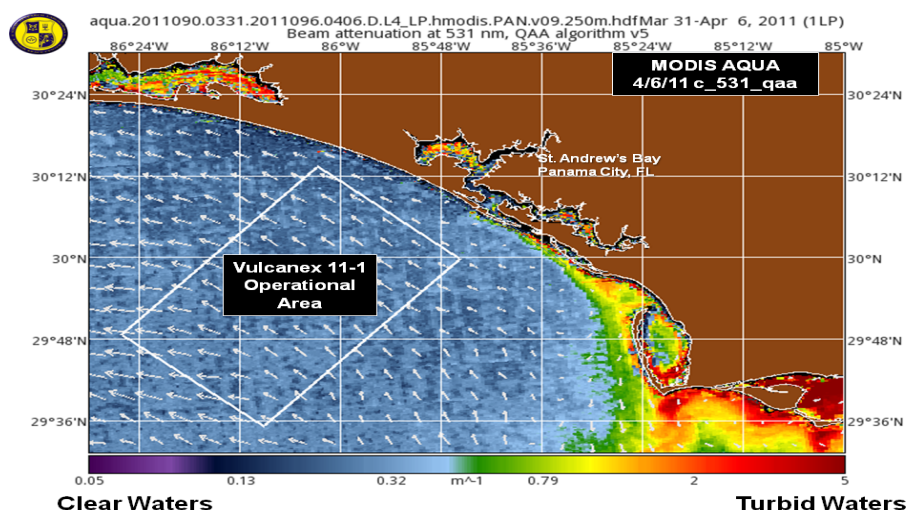 aqua.2011090.0331.2011096.0406.D.L4_LP.hmodis.PAN.v09.250m.hdf Mar 31-Apr 6, 2011 (1LP)
Beam attenuation at 531 nm, QAA algorithm v5
86°24'W 86°12'W 86°W 85°48'W 85°36'W 85°24'W 85°12'W 85°W
MODIS AQUA
4/6/11 c_531_qaa
30°24'N 30°24'N
St. Andrew's Bay
Panama City, FL
30°12'N 30°12'N
30°N 30°N
Vulcanex 11-1
Operational
Area
29°48'N 29°48'N
29°36'N 29°36'N
0.05 0.13 0.32 m^-1 0.79 2 5
Clear Waters Turbid Waters